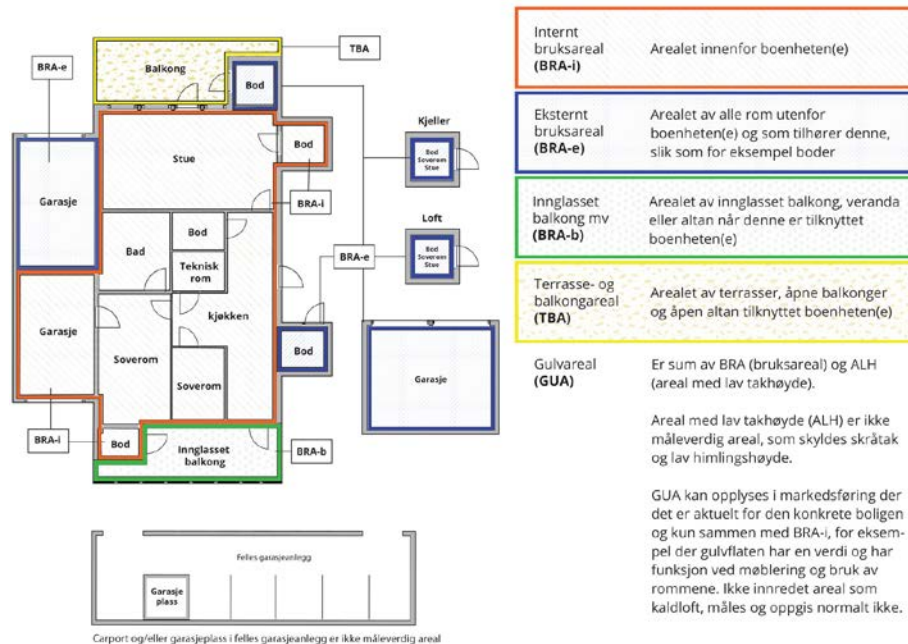 TBA
BRA-e
Balkong
Bod
Kjeller
Stue
Bod
Bod
Soverom
Stue
Garasje
BRA-i
Bod
Loft
Bad
Teknisk
rom
BRA-e
Bod
Soverom
Stue
Garasje
kjøkken
Soverom
Soverom
Bod
Garasje
BRA-i
Bod
Innglasset
balkong
BRA-b
Felles garasjeanlegg
Garasje
plass
Carport og/eller garasjeplass i felles garasjeanlegg er ikke måleverdig areal
Internt
bruksareal
(BRA-i)
Arealet innenfor boenheten(e)
Eksternt
bruksareal
(BRA-e)
Arealet av alle rom utenfor
boenheten(e) og som tilhører denne,
slik som for eksempel boder
Innglasset
balkong mv
(BRA-b)
Arealet av innglasset balkong, veranda
eller altan når denne er tilknyttet
boenheten(e)
Terrasse- og
balkongareal
(TBA)
Arealet av terrasser, åpne balkonger
og åpen altan tilknyttet boenheten(e)
Gulvareal
(GUA)
Er sum av BRA (bruksareal) og ALH
(areal med lav takhøyde).
Areal med lav takhøyde (ALH) er ikke
måleverdig areal, som skyldes skråtak
og lav himlingshøyde.
GUA kan opplyses i markedsføring der
det er aktuelt for den konkrete boligen
og kun sammen med BRA-i, for eksem-
pel der gulvflaten har en verdi og har
funksjon ved møblering og bruk av
rommene. Ikke innredet areal som
kaldloft, måles og oppgis normalt ikke.